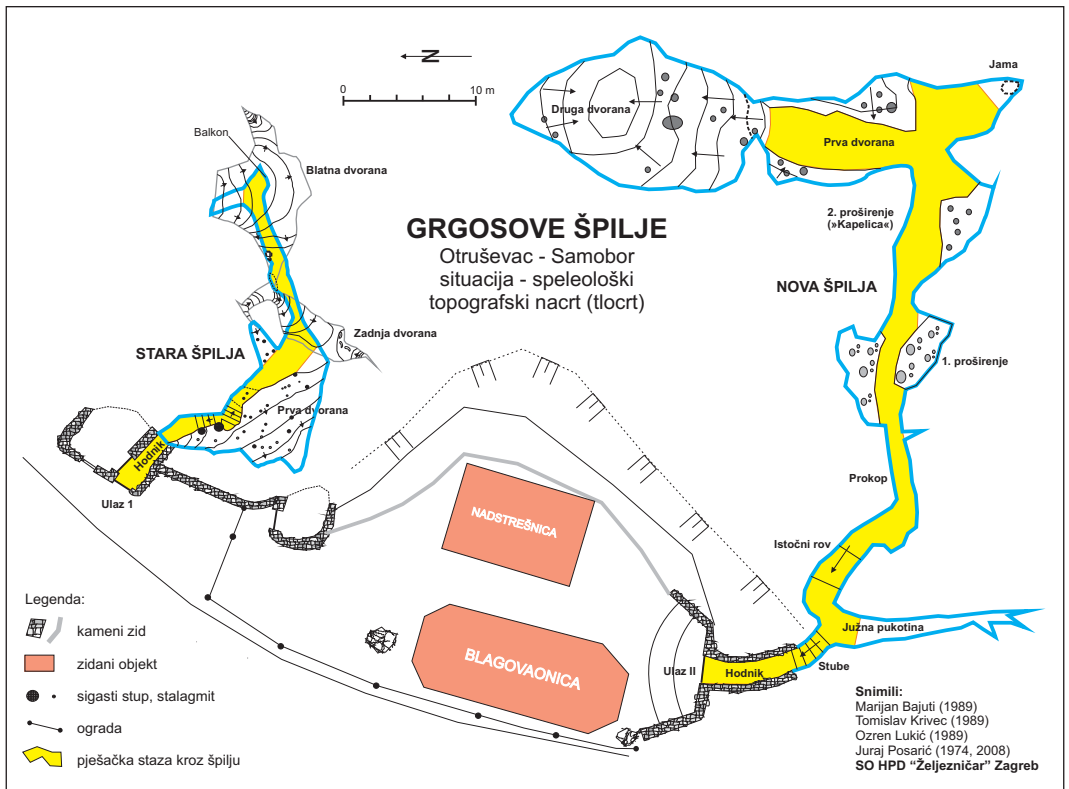 N
0
10 m
Jama
Druga dvorana
Prva dvorana
Balkon
Blatna dvorana
2. proširenje
(»Kapelica«)
GRGOSOVE ŠPILJE
Otruševac - Samobor
situacija - speleološki
topografski nacrt (tlocrt)
NOVA ŠPILJA
Zadnja dvorana
STARA ŠPILJA
1. proširenje
Prva dvorana
Hodnik
Ulaz 1
Prokop
NADSTREŠNICA
Istočni rov
Legenda:
kameni zid
zidani objekt
sigasti stup, stalagmit
ograda
pješačka staza kroz špilju
BLAGOVAONICA
Južna pukotina
Ulaz II
Hodnik
Stube
Snimili:
Marijan Bajuti (1989)
Tomislav Krivec (1989)
Ozren Lukić (1989)
Juraj Posarić (1974, 2008)
SO HPD “Željezničar” Zagreb